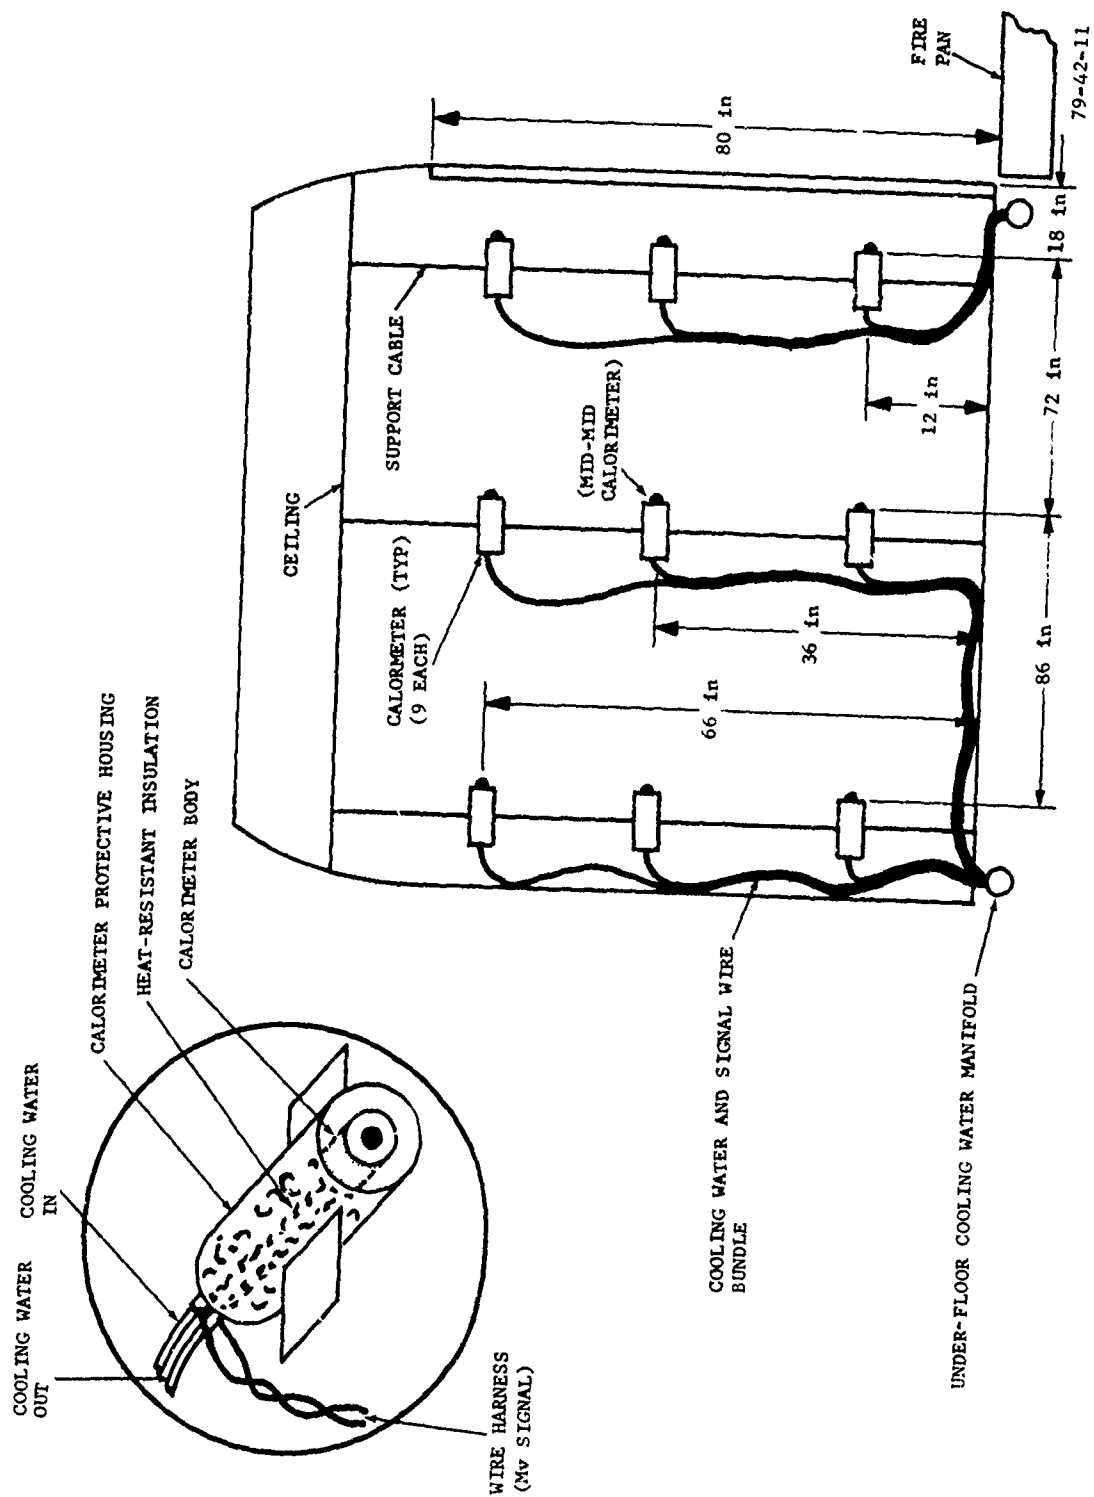 COOLING WATER
OUT
COOLING WATER
IN
CALORIMETER PROTECTIVE HOUSING
HEAT-RESISTANT INSULATION
CALORIMETER BODY
WIRE HARNESS
(Mv SIGNAL)
CEILING
SUPPORT CABLE
CALORMETER (TYP)
(9 EACH)
(MID-MID
CALORIMETER)
FIRE
PAN
80 in
66 in
36 in
12 in
86 in
72 in
18 in
COOLING WATER AND SIGNAL WIRE
BUNDLE
UNDER-FLOOR COOLING WATER MANIFOLD
79-42-11